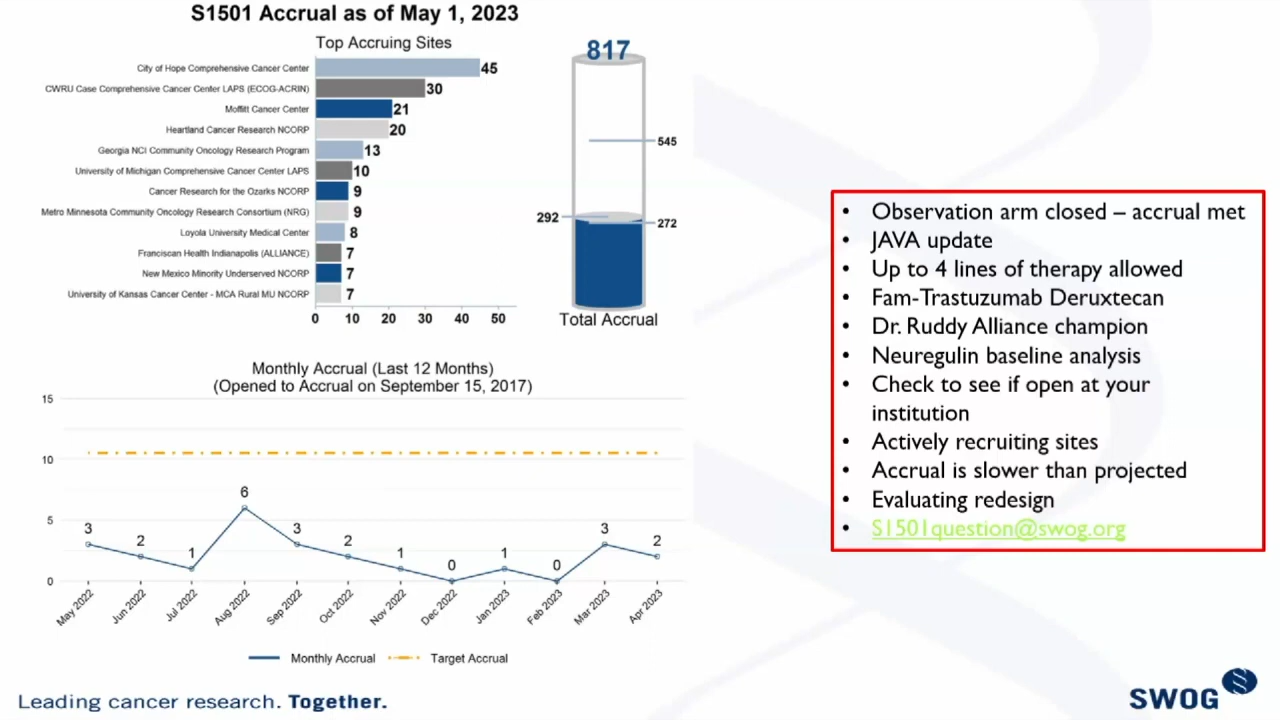 S1501 Accrual as of May 1, 2023
Top Accruing Sites
City of Hope Comprehensive Cancer Center 45
CWRU Case Comprehensive Cancer Center LAPS (ECOG-ACRIN) 30
Moffitt Cancer Center 21
Heartland Cancer Research NCORP 20
Georgia NCI Community Oncology Research Program 13
University of Michigan Comprehensive Cancer Center LAPS 10
Cancer Research for the Ozarks NCORP 9
Metro Minnesota Community Oncology Research Consortium (NRG) 9
Loyola University Medical Center 8
Franciscan Health Indianapolis (ALLIANCE) 7
New Mexico Minority Underserved NCORP 7
University of Kansas Cancer Center - MCA Rural MU NCORP 7
0 10 20 30 40 50
817
545
292
272
Total Accrual
Monthly Accrual (Last 12 Months)
(Opened to Accrual on September 15, 2017)
15
10
5
0
3 2 1 6 3 2 1 0 1 0 3 2
May 2022 Jun 2022 Jul 2022 Aug 2022 Sep 2022 Oct 2022 Nov 2022 Dec 2022 Jan 2023 Feb 2023 Mar 2023 Apr 2023
Monthly Accrual Target Accrual
• Observation arm closed – accrual met
• JAVA update
• Up to 4 lines of therapy allowed
• Fam-Trastuzumab Deruxtecan
• Dr. Ruddy Alliance champion
• Neuregulin baseline analysis
• Check to see if open at your
institution
• Actively recruiting sites
• Accrual is slower than projected
• Evaluating redesign
• S1501question@swog.org
Leading cancer research. Together.
SWOG